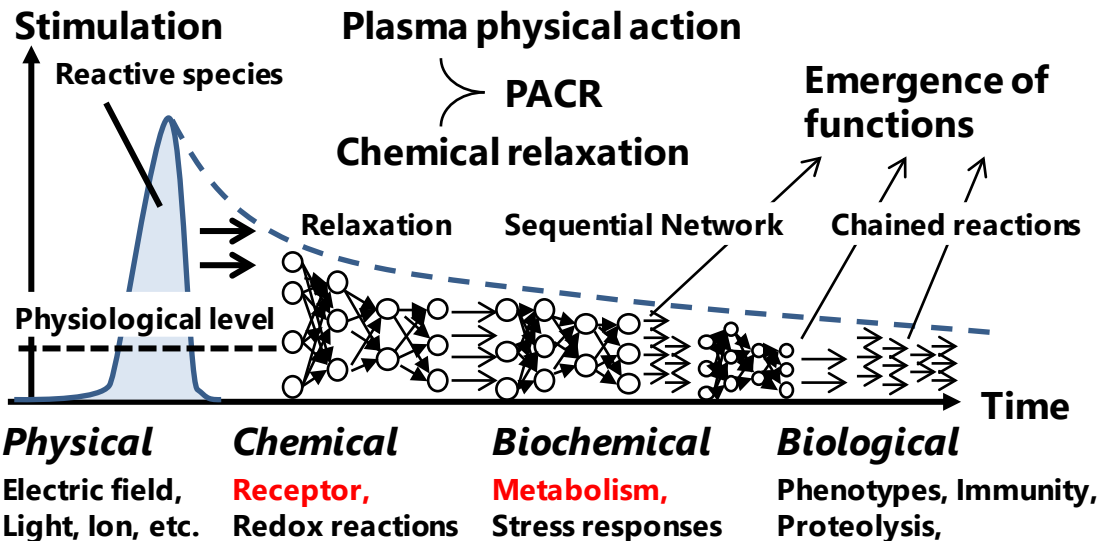 Stimulation
Plasma physical action
Reactive species
PACR
Emergence of
functions
Chemical relaxation
Relaxation
Sequential Network
Chained reactions
Physiological level
Time
Physical
Chemical
Biochemical
Biological
Electric field,
Light, Ion, etc.
Receptor,
Redox reactions
Metabolism,
Stress responses
Phenotypes, Immunity,
Proteolysis,